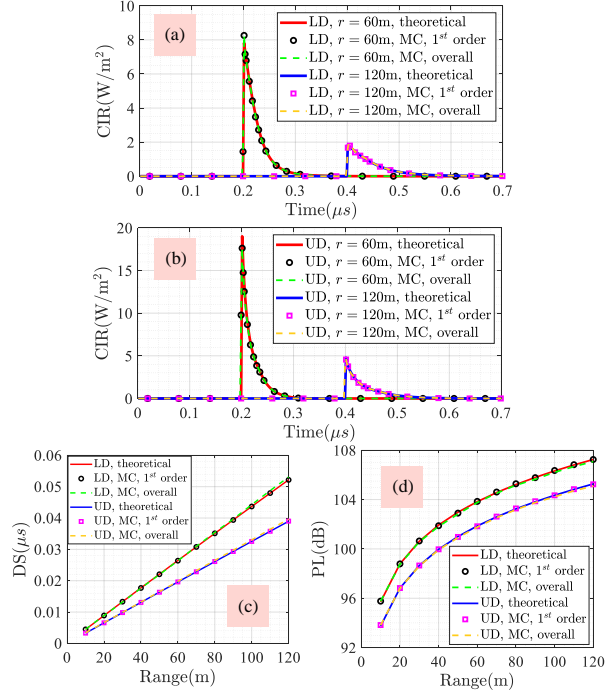 10
8
6
4
2
0
CIR(W/m²)
(a)
LD, r = 60m, theoretical
LD, r = 60m, MC, 1ˢᵗ order
LD, r = 60m, MC, overall
LD, r = 120m, theoretical
LD, r = 120m, MC, 1ˢᵗ order
LD, r = 120m, MC, overall
0 0.1 0.2 0.3 0.4 0.5 0.6 0.7
Time(μs)
20
15
10
5
0
CIR(W/m²)
(b)
UD, r = 60m, theoretical
UD, r = 60m, MC, 1ˢᵗ order
UD, r = 60m, MC, overall
UD, r = 120m, theoretical
UD, r = 120m, MC, 1ˢᵗ order
UD, r = 120m, MC, overall
0 0.1 0.2 0.3 0.4 0.5 0.6 0.7
Time(μs)
0.06
0.05
0.04
0.03
0.02
0.01
0
DS(μs)
LD, theoretical
LD, MC, 1ˢᵗ order
LD, MC, overall
UD, theoretical
UD, MC, 1ˢᵗ order
UD, MC, overall
(c)
0 20 40 60 80 100 120
Range(m)
108
104
100
96
92
PL(dB)
(d)
LD, theoretical
LD, MC, 1ˢᵗ order
LD, MC, overall
UD, theoretical
UD, MC, 1ˢᵗ order
UD, MC, overall
0 20 40 60 80 100 120
Range(m)